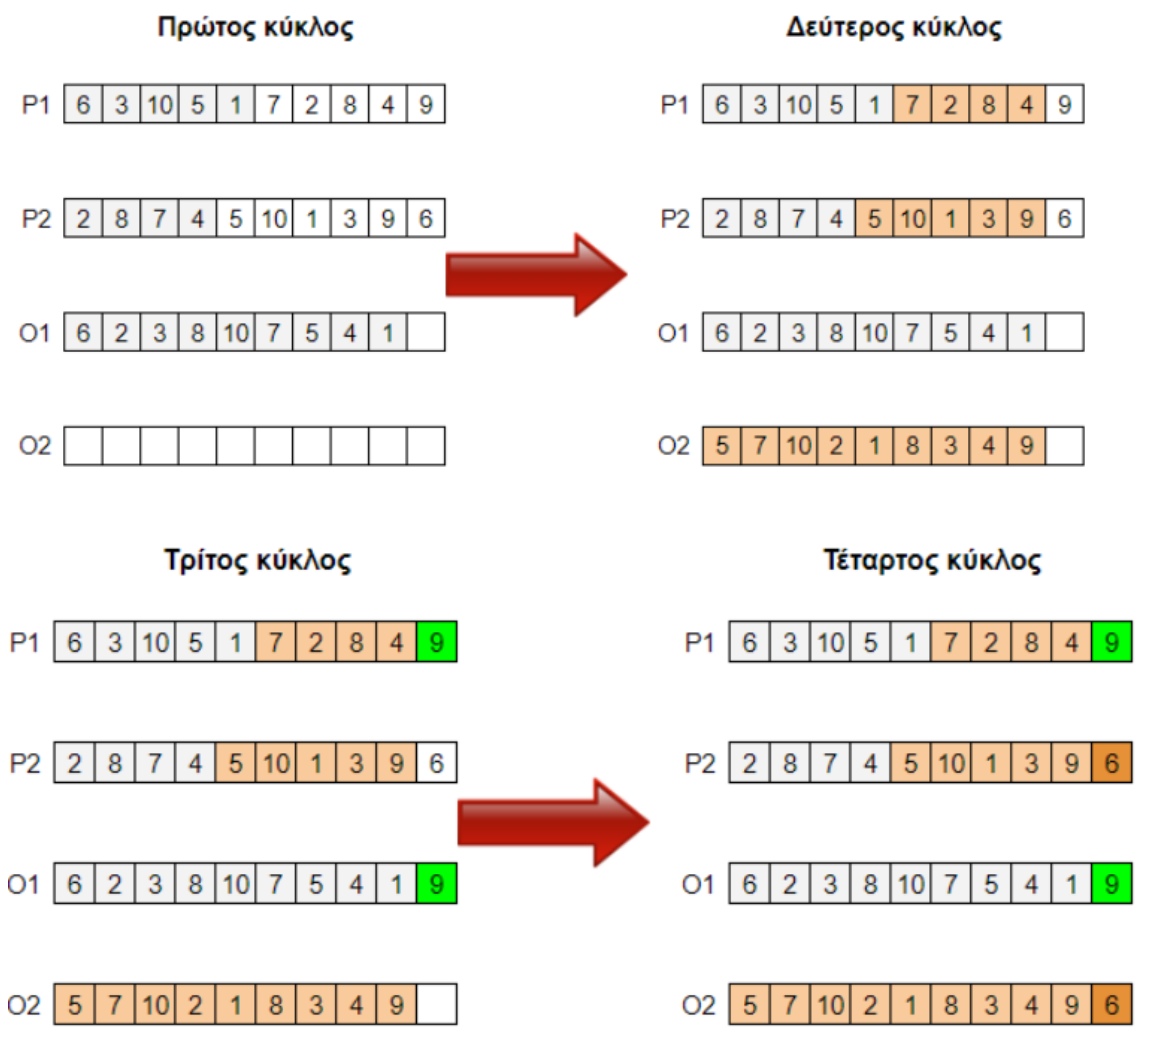 Πρώτος κύκλος
P1 6 3 10 5 1 7 2 8 4 9
P2 2 8 7 4 5 10 1 3 9 6
O1 6 2 3 8 10 7 5 4 1
O2
Δεύτερος κύκλος
P1 6 3 10 5 1 7 2 8 4 9
P2 2 8 7 4 5 10 1 3 9 6
O1 6 2 3 8 10 7 5 4 1
O2 5 7 10 2 1 8 3 4 9
Τρίτος κύκλος
P1 6 3 10 5 1 7 2 8 4 9
P2 2 8 7 4 5 10 1 3 9 6
O1 6 2 3 8 10 7 5 4 1 9
O2 5 7 10 2 1 8 3 4 9
Τέταρτος κύκλος
P1 6 3 10 5 1 7 2 8 4 9
P2 2 8 7 4 5 10 1 3 9 6
O1 6 2 3 8 10 7 5 4 1 9
O2 5 7 10 2 1 8 3 4 9 6